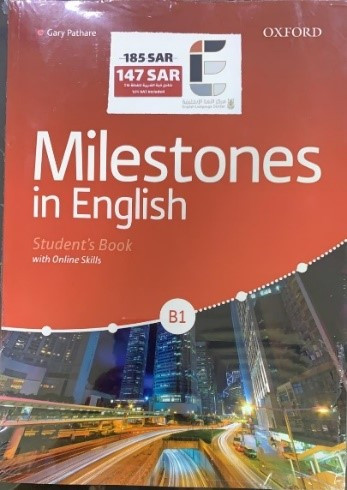 Gary Pathare
OXFORD
185 SAR
147 SAR
Milestones
in English
Student's Book
with Online Skills
B1